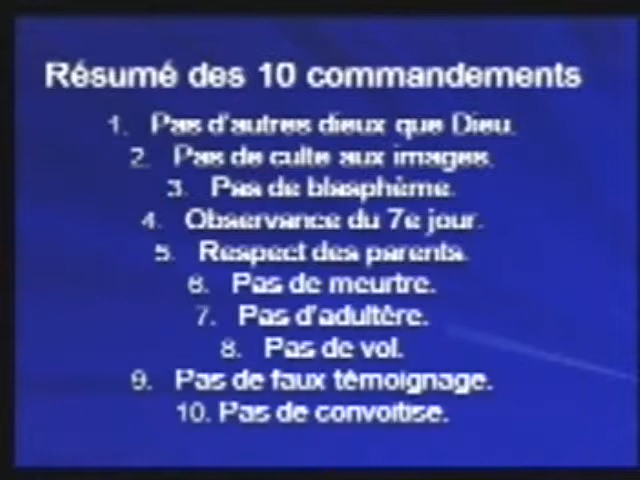 Résumé des 10 commandements
1. Pas d'autres dieux que Dieu.
2. Pas de culte aux images.
3. Pas de blasphème.
4. Observance du 7e jour.
5. Respect des parents.
6. Pas de meurtre.
7. Pas d'adultère.
8. Pas de vol.
9. Pas de faux témoignage.
10. Pas de convoitise.